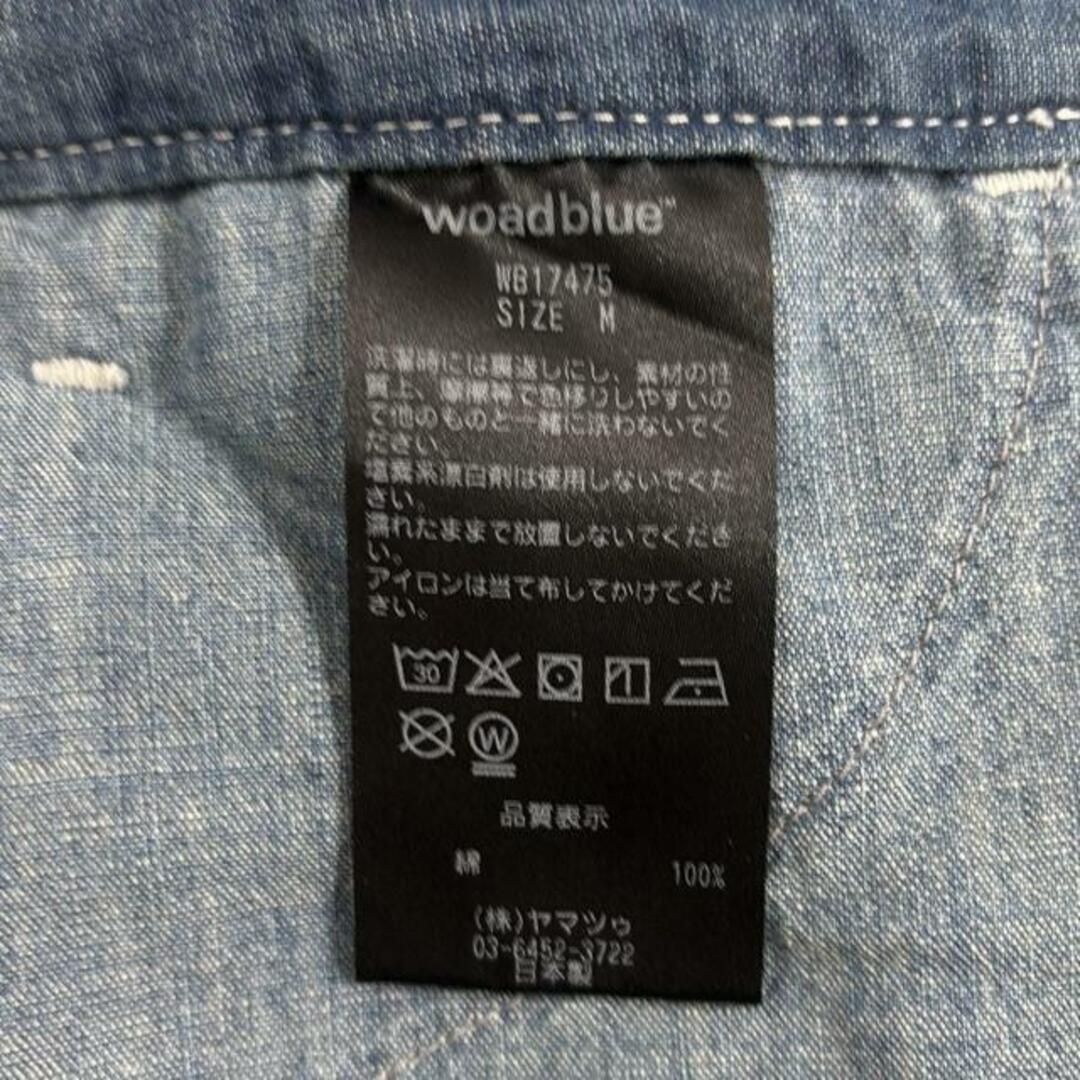 woadblue™
WB17475
SIZE M
洗濯時には裏返しにし、素材の性
質上、摩擦等で色移りしやすいの
で他のものと一緒に洗わないでく
ださい。
塩素系漂白剤は使用しないでくだ
さい。
濡れたままで放置しないでくださ
い。
アイロンは当て布してかけてくだ
さい。
30
W
品質表示
綿 100%
(株)ヤマツゥ
03-6452-3722
日本製